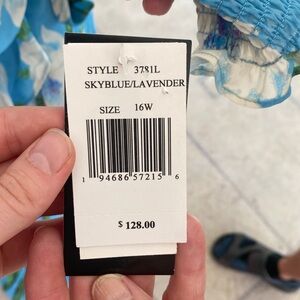 STYLE 3781L
SKYBLUE/LAVENDER
SIZE 16W
1 94686 57215 6
$ 128.00